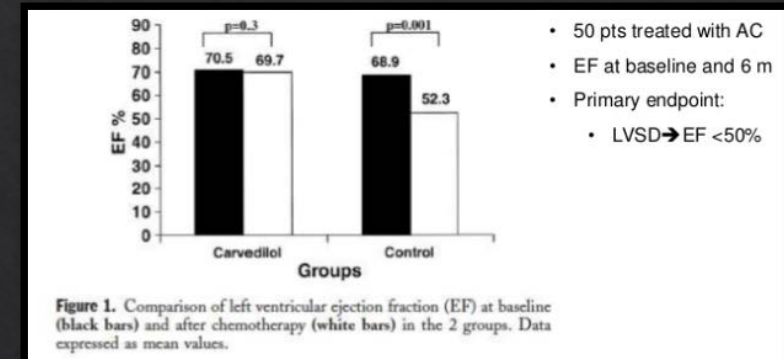 90
80
70
60
50
40
30
20
10
0
EF %
p=0.3
p=0.001
70.5 69.7
68.9
52.3
Carvedilol Control
Groups
Figure 1. Comparison of left ventricular ejection fraction (EF) at baseline
(black bars) and after chemotherapy (white bars) in the 2 groups. Data
expressed as mean values.
• 50 pts treated with AC
• EF at baseline and 6 m
• Primary endpoint:
• LVSD➔EF <50%